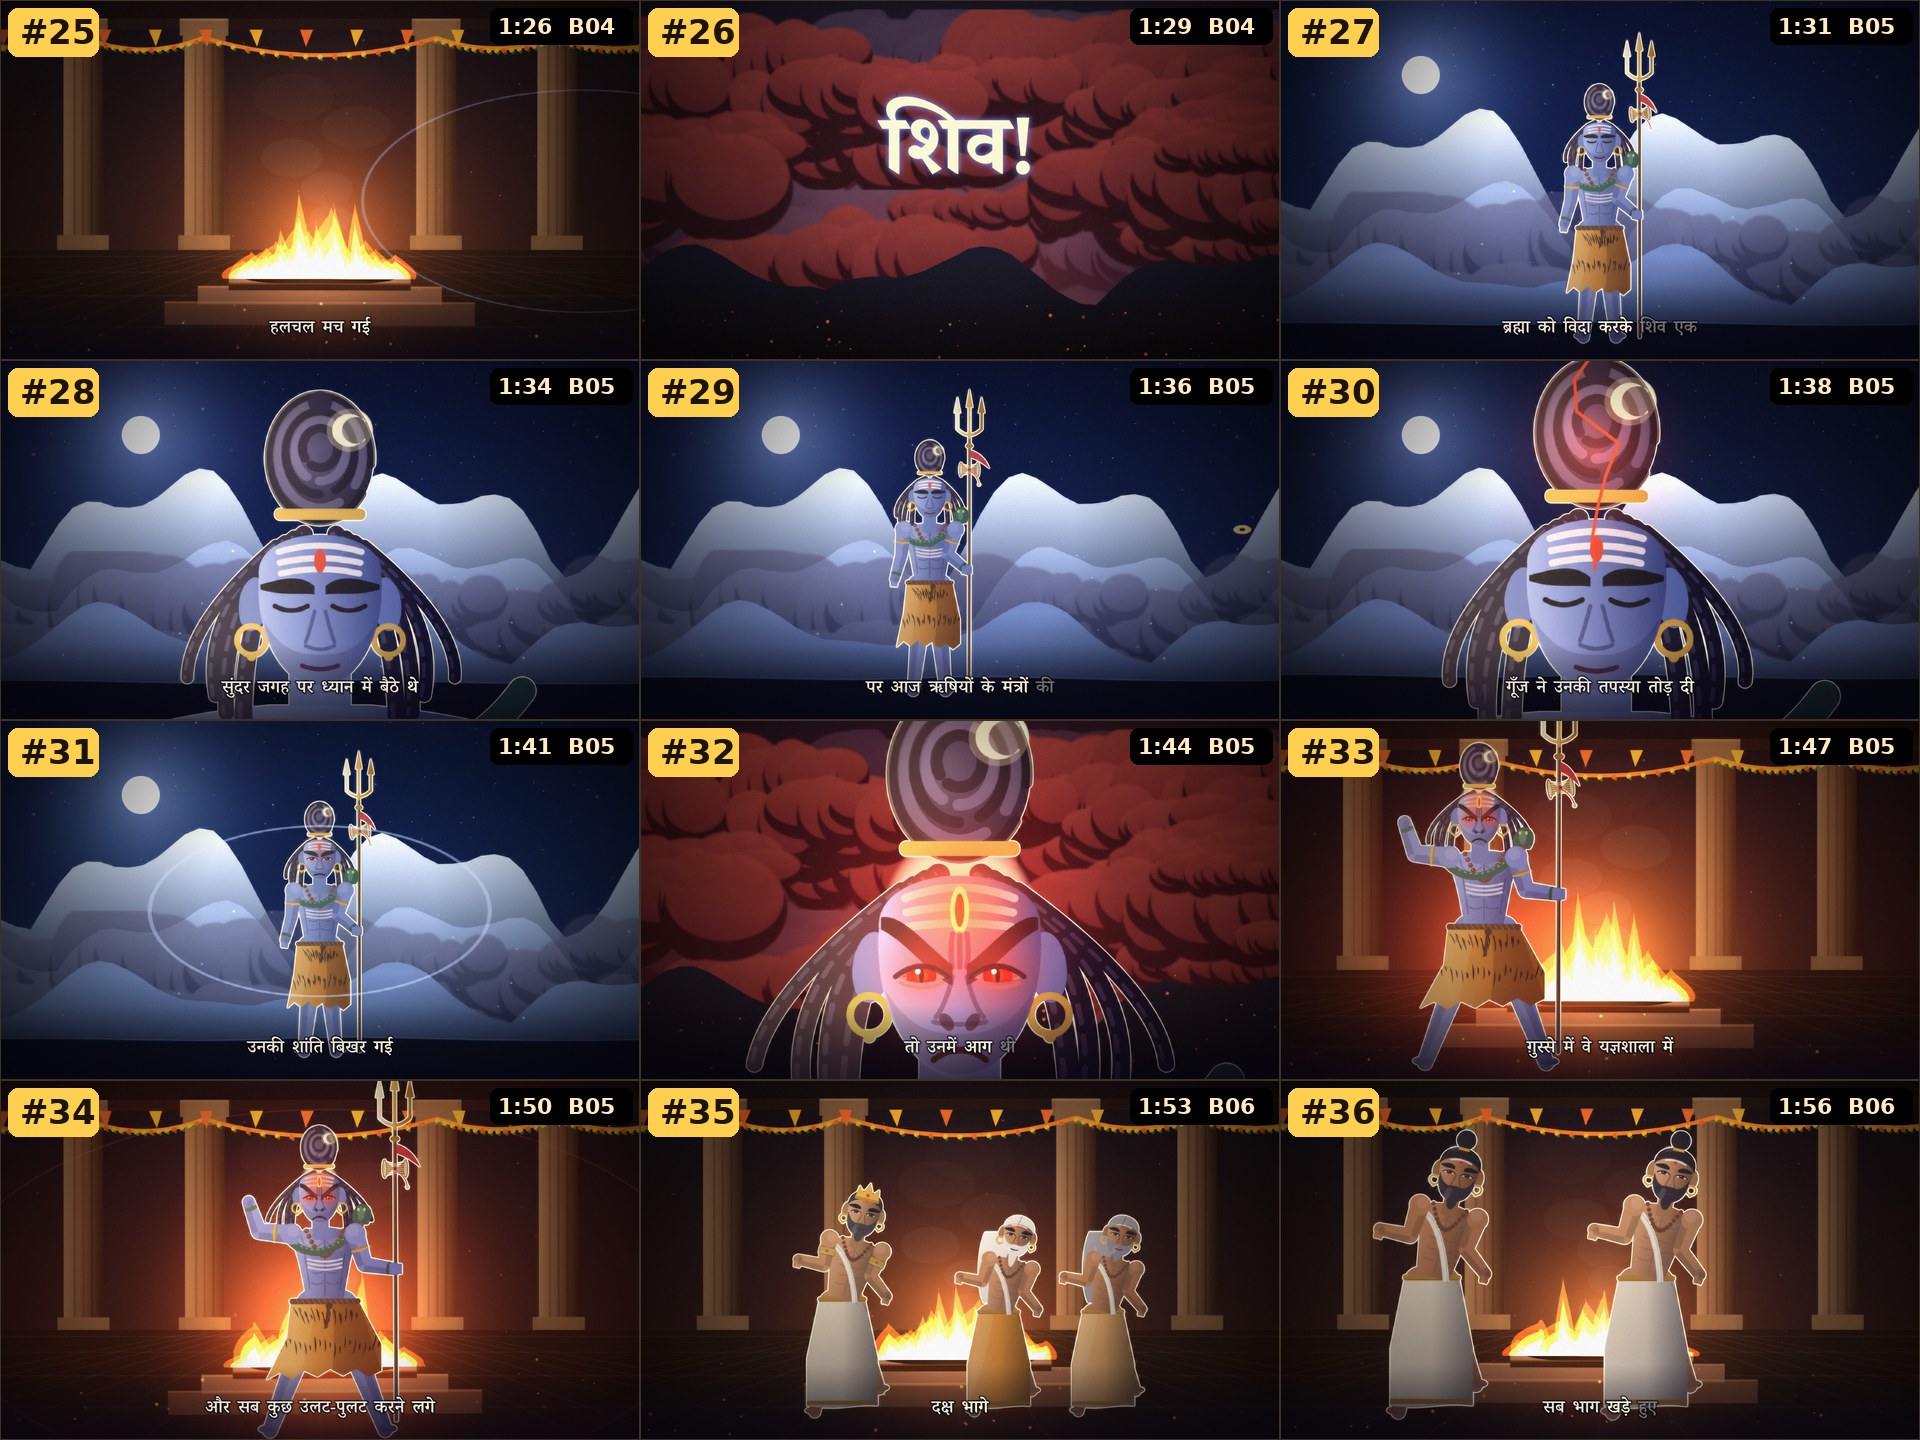 #25
1:26 B04
हलचल मच गई
#26
1:29 B04
शिव!
#27
1:31 B05
ब्रह्मा को विदा करके शिव एक
#28
1:34 B05
सुंदर जगह पर ध्यान में बैठे थे
#29
1:36 B05
पर आज ऋषियों के मंत्रों की
#30
1:38 B05
गूँज ने उनकी तपस्या तोड़ दी
#31
1:41 B05
उनकी शांति बिखर गई
#32
1:44 B05
तो उनमें आग थी
#33
1:47 B05
ग़ुस्से में वे यज्ञशाला में
#34
1:50 B05
और सब कुछ उलट-पुलट करने लगे
#35
1:53 B06
दक्ष भागे
#36
1:56 B06
सब भाग खड़े हुए